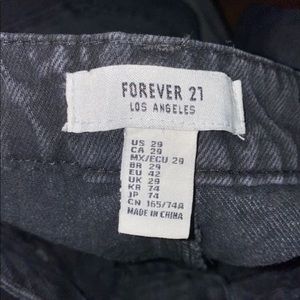 FOREVER 21
LOS ANGELES
US 29
CA 29
MX/ECU 29
BR 29
EU 42
UK 29
KR 74
JP 74
CN 165/74A
MADE IN CHINA